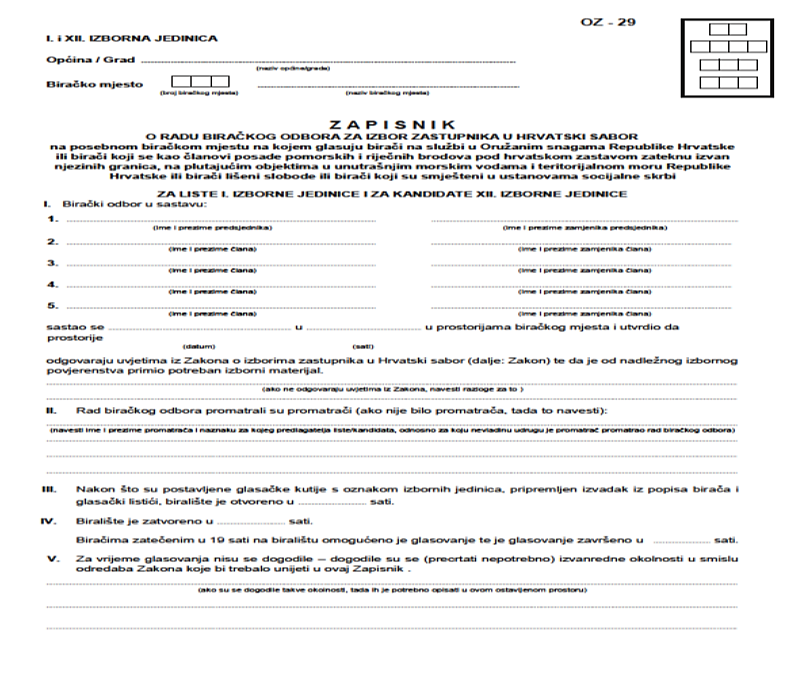 OZ - 29
I. i XII. IZBORNA JEDINICA
Općina / Grad
(naziv općine/grada)
Biračko mjesto
(broj biračkog mjesta) (naziv biračkog mjesta)
Z A P I S N I K
O RADU BIRAČKOG ODBORA ZA IZBOR ZASTUPNIKA U HRVATSKI SABOR
na posebnom biračkom mjestu na kojem glasuju birači na službi u Oružanim snagama Republike Hrvatske
ili birači koji se kao članovi posade pomorskih i riječnih brodova pod hrvatskom zastavom zateknu izvan
njezinih granica, na plutajućim objektima u unutrašnjim morskim vodama i teritorijalnom moru Republike
Hrvatske ili birači lišeni slobode ili birači koji su smješteni u ustanovama socijalne skrbi
ZA LISTE I. IZBORNE JEDINICE I ZA KANDIDATE XII. IZBORNE JEDINICE
I. Birački odbor u sastavu:
1.
(ime i prezime predsjednika) (ime i prezime zamjenika predsjednika)
2.
(ime i prezime člana) (ime i prezime zamjenika člana)
3.
(ime i prezime člana) (ime i prezime zamjenika člana)
4.
(ime i prezime člana) (ime i prezime zamjenika člana)
5.
(ime i prezime člana) (ime i prezime zamjenika člana)
sastao se u u prostorijama biračkog mjesta i utvrdio da
prostorije
(datum) (sati)
odgovaraju uvjetima iz Zakona o izborima zastupnika u Hrvatski sabor (dalje: Zakon) te da je od nadležnog izbornog
povjerenstva primio potreban izborni materijal.
(ako ne odgovaraju uvjetima iz Zakona, navesti razloge za to )
II. Rad biračkog odbora promatrali su promatrači (ako nije bilo promatrača, tada to navesti):
(navesti ime i prezime promatrača i naznaku za kojeg predlagatelja liste/kandidata, odnosno za koju nevladinu udrugu je promatrač promatrao rad biračkog odbora)
III. Nakon što su postavljene glasačke kutije s oznakom izbornih jedinica, pripremljen izvadak iz popisa birača i
glasački listići, biralište je otvoreno u sati.
IV. Biralište je zatvoreno u sati.
Biračima zatečenim u 19 sati na biralištu omogućeno je glasovanje te je glasovanje završeno u sati.
V. Za vrijeme glasovanja nisu se dogodile – dogodile su se (precrtati nepotrebno) izvanredne okolnosti u smislu
odredaba Zakona koje bi trebalo unijeti u ovaj Zapisnik .
(ako su se dogodile takve okolnosti, tada ih je potrebno opisati u ovom ostavljenom prostoru)